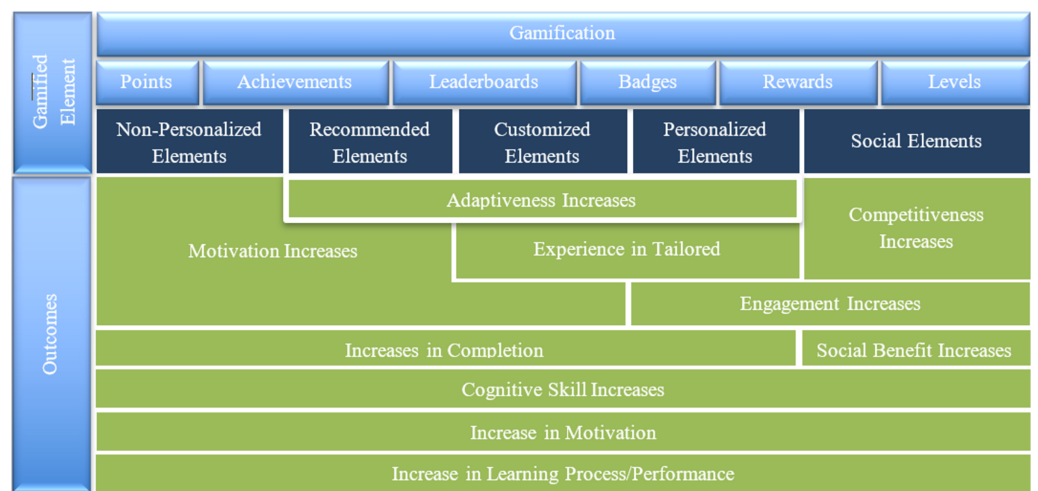 Gamified
Element
Gamification
Points
Achievements
Leaderboards
Badges
Rewards
Levels
Non-Personalized
Elements
Recommended
Elements
Customized
Elements
Personalized
Elements
Social Elements
Outcomes
Adaptiveness Increases
Competitiveness
Increases
Motivation Increases
Experience in Tailored
Engagement Increases
Increases in Completion
Social Benefit Increases
Cognitive Skill Increases
Increase in Motivation
Increase in Learning Process/Performance